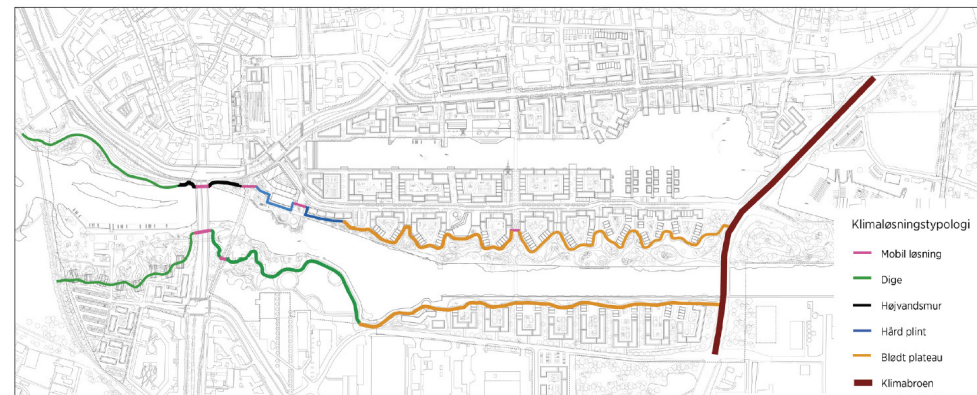 Klimaløsningstypologi
Mobil løsning
Dige
Højvandsmur
Hård plint
Blødt plateau
Klimabroen